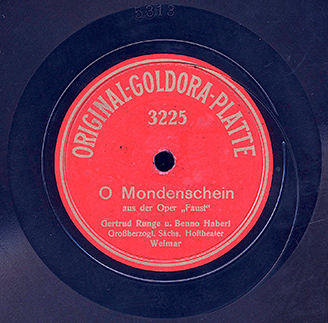 5313
ORIGINAL-GOLDORA-PLATTE
3225
O Mondenschein
aus der Oper „Faust"
Gertrud Runge u. Benno Haberl
Großherzogl. Sächs. Hoftheater
Weimar